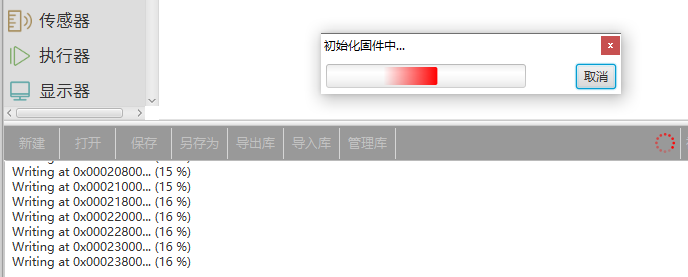 传感器
执行器
显示器
初始化固件中...
x
取消
新建 打开 保存 另存为 导出库 导入库 管理库
Writing at 0x00020800... (15 %)
Writing at 0x00021000... (15 %)
Writing at 0x00021800... (16 %)
Writing at 0x00022000... (16 %)
Writing at 0x00022800... (16 %)
Writing at 0x00023000... (16 %)
Writing at 0x00023800... (16 %)